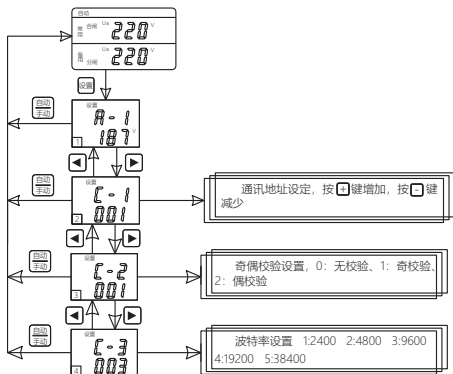 自动
常用 合闸 Ua 220 V
备用 分闸 Ua 220 V
设置
自动
手动
设置
A-1
187 V
1
自动
手动
设置
C-1
001
2
通讯地址设定，按+键增加，按-键
减少
自动
手动
设置
C-2
001
3
奇偶校验设置，0：无校验、1：奇校验、
2：偶校验
自动
手动
设置
C-3
003
4
波特率设置 1:2400 2:4800 3:9600
4:19200 5:38400